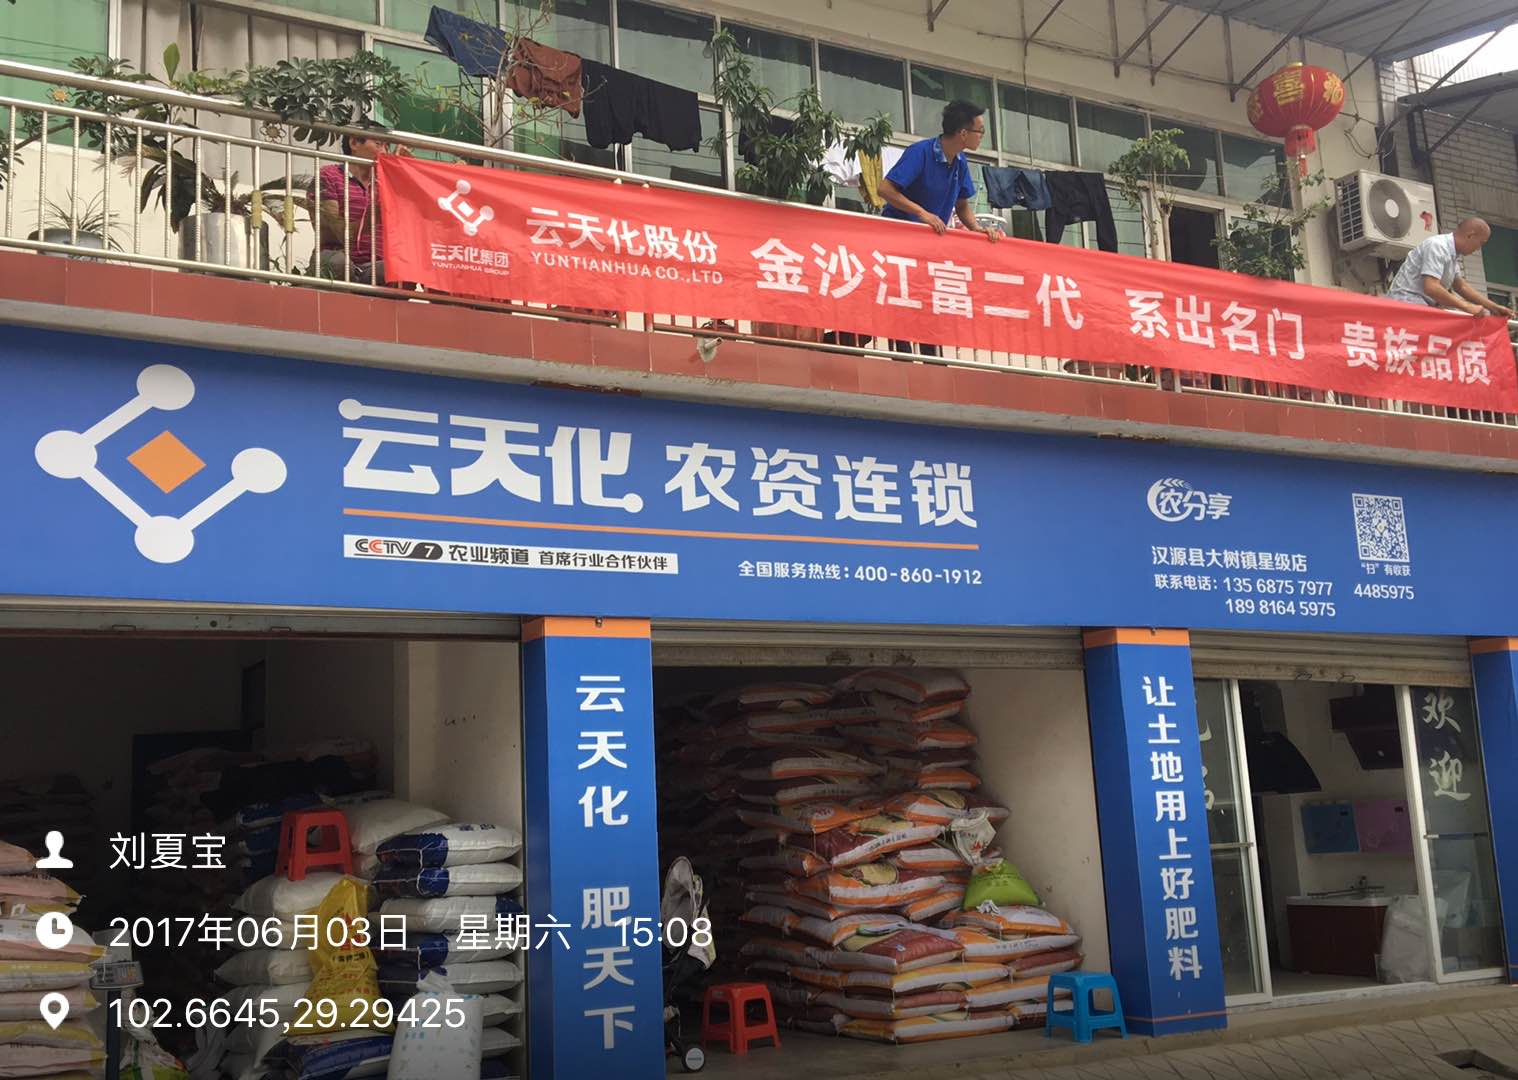 云天化集团
YUNTIANHUA GROUP
云天化股份
YUNTIANHUA CO.,LTD
金沙江富二代 系出名门 贵族品质
云天化 农资连锁
CCTV 7 农业频道 首席行业合作伙伴
全国服务热线：400-860-1912
农分享
汉源县大树镇星级店
联系电话：135 6875 7977
189 8164 5975
"扫"有收获
4485975
云天化 肥天下
让土地用上好肥料
欢迎
刘夏宝
2017年06月03日 星期六 15:08
102.6645,29.29425